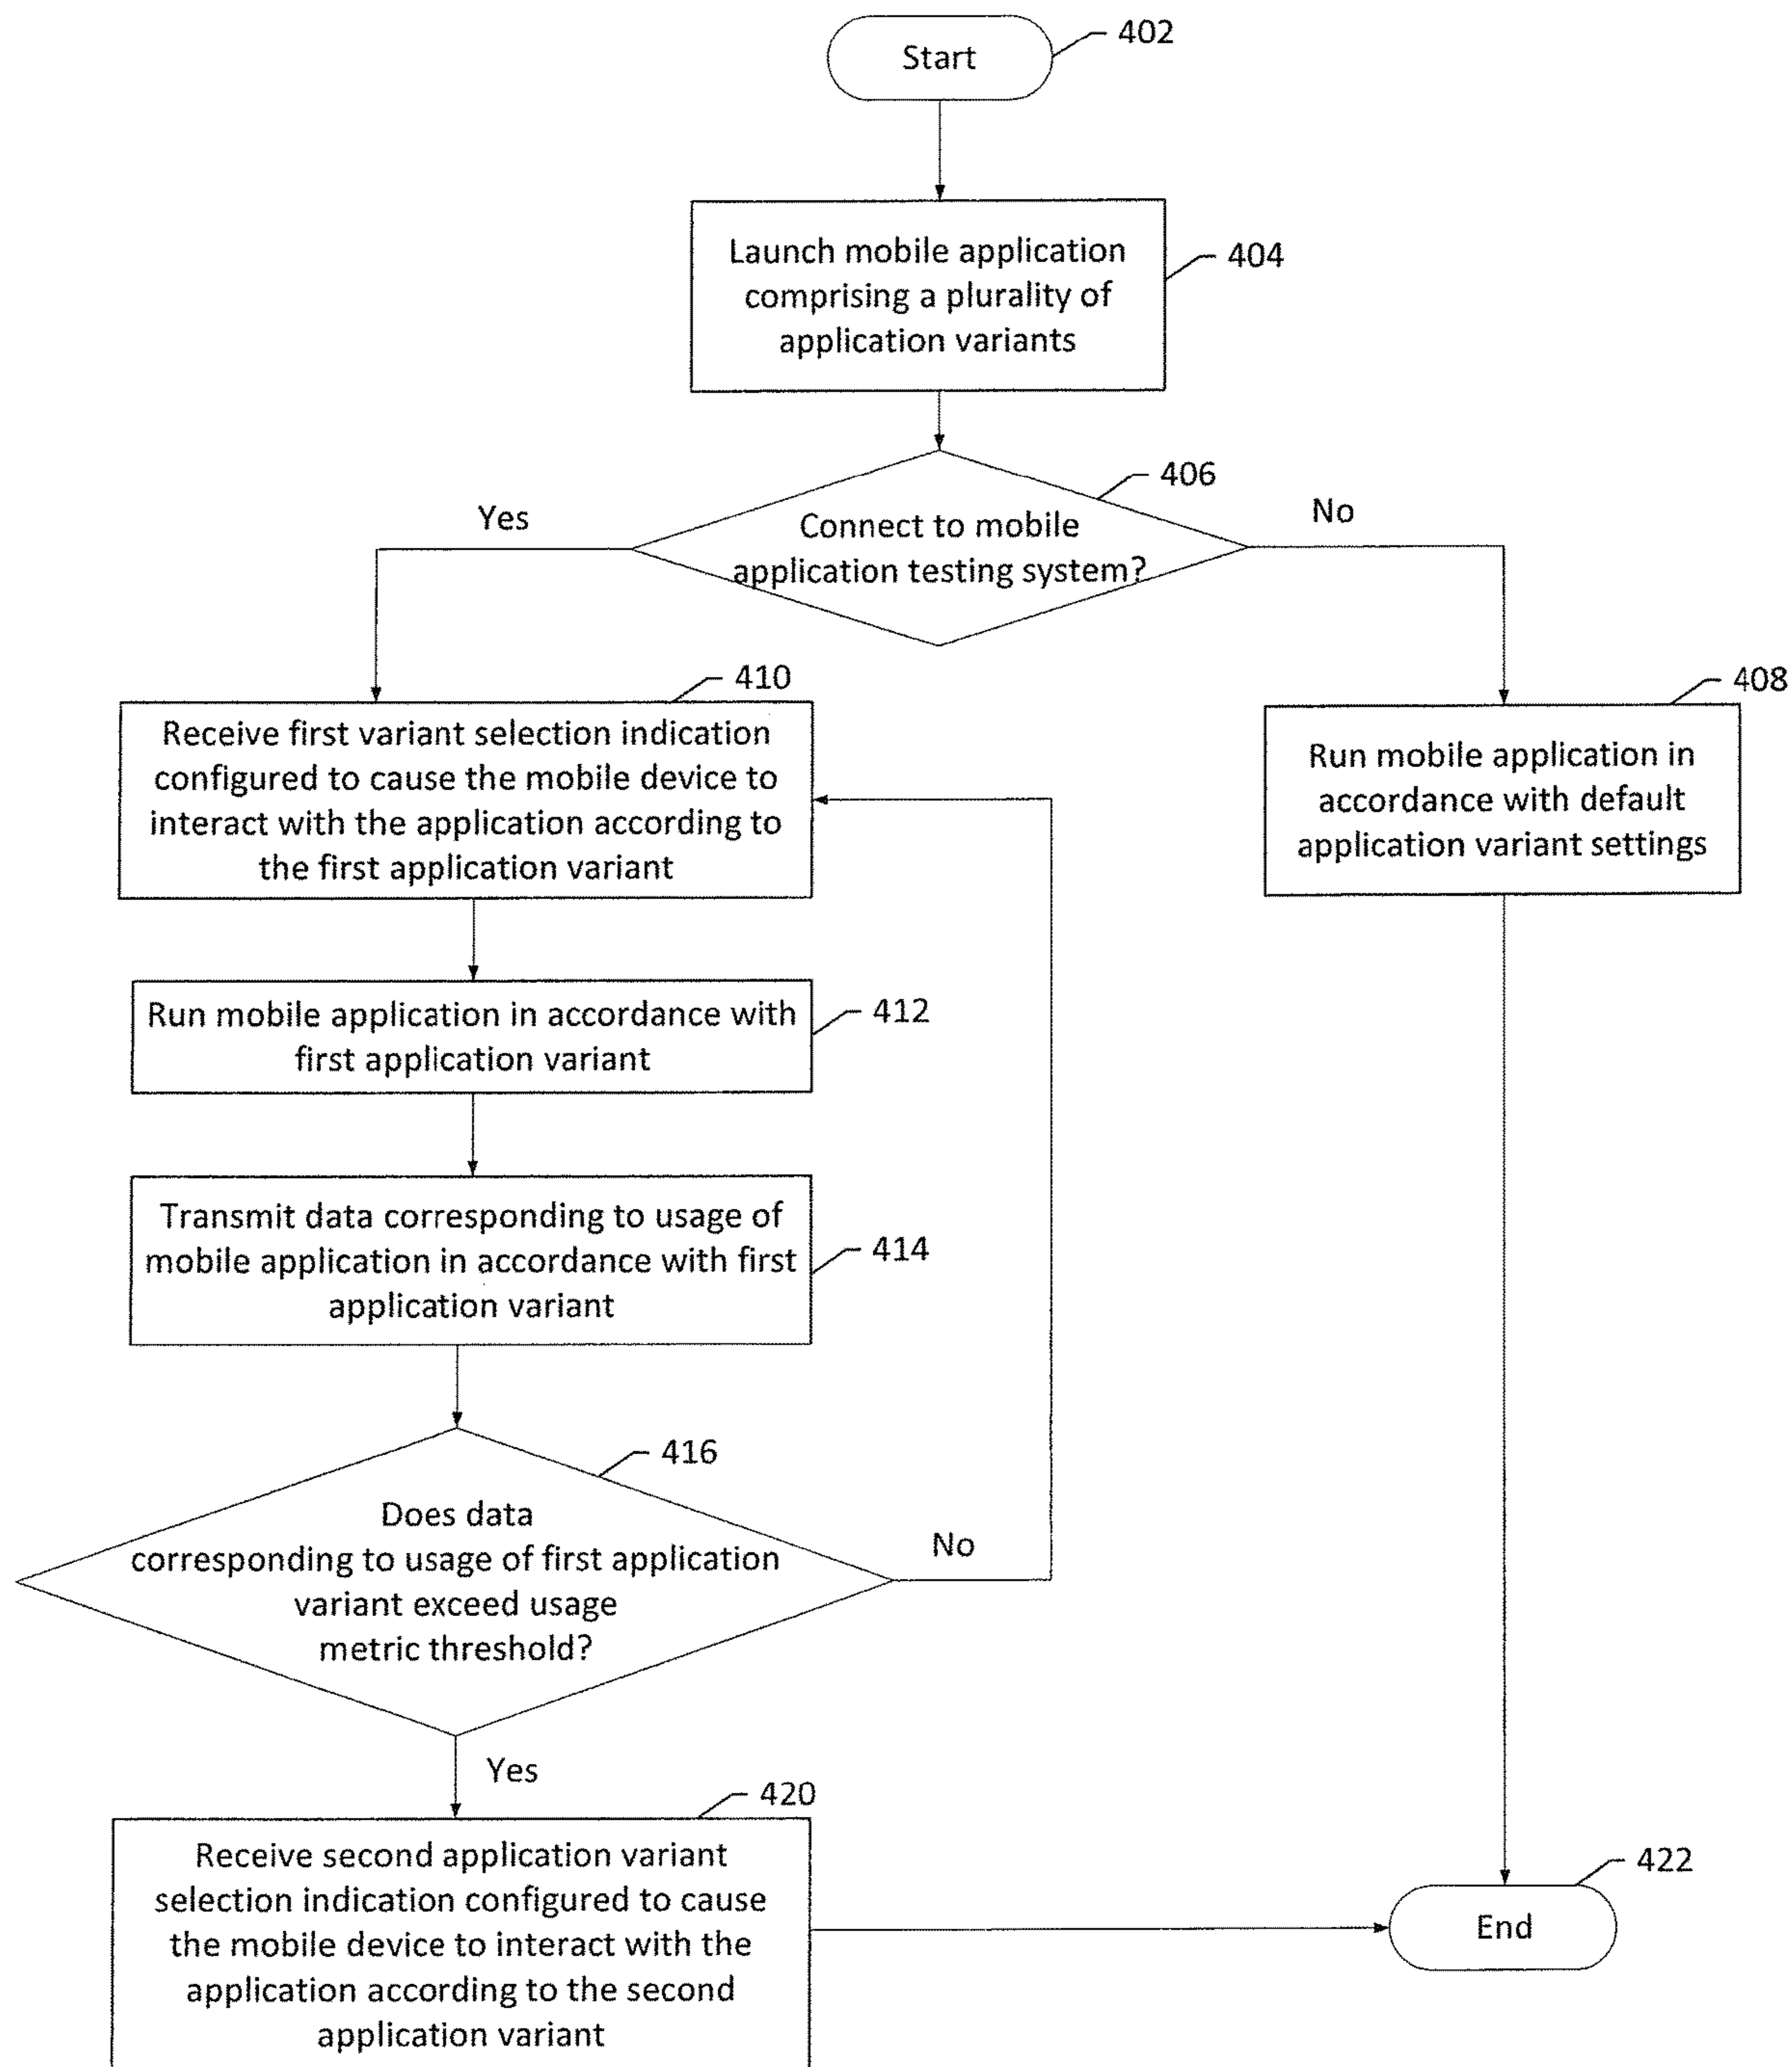 402
Start
404
Launch mobile application
comprising a plurality of
application variants
406
Yes
No
Connect to mobile
application testing system?
410
Receive first variant selection indication
configured to cause the mobile device to
interact with the application according to
the first application variant
408
Run mobile application in
accordance with default
application variant settings
412
Run mobile application in accordance with
first application variant
414
Transmit data corresponding to usage of
mobile application in accordance with first
application variant
416
Does data
corresponding to usage of first application
variant exceed usage
metric threshold?
No
Yes
420
Receive second application variant
selection indication configured to cause
the mobile device to interact with the
application according to the second
application variant
422
End